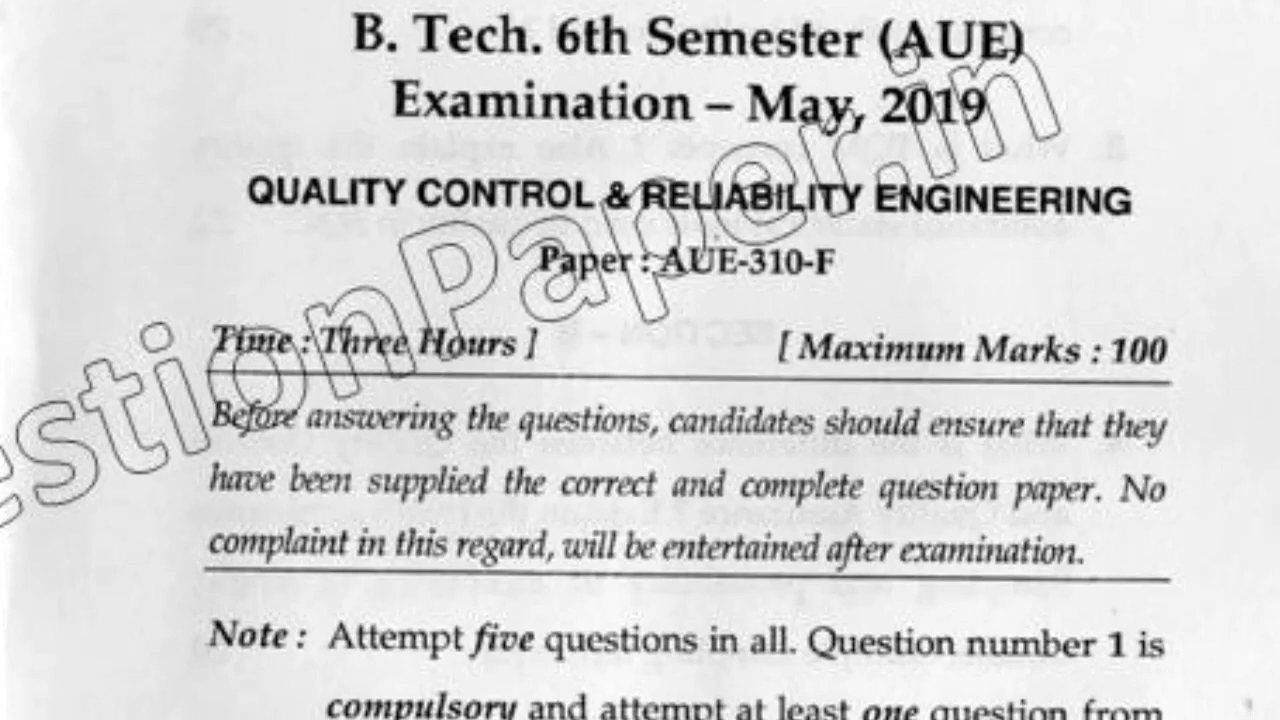 B. Tech. 6th Semester (AUE)
Examination – May, 2019
QUALITY CONTROL & RELIABILITY ENGINEERING
Paper : AUE-310-F
Time : Three Hours ] [ Maximum Marks : 100
Before answering the questions, candidates should ensure that they
have been supplied the correct and complete question paper. No
complaint in this regard, will be entertained after examination.
Note : Attempt five questions in all. Question number 1 is
compulsory and attempt at least one question from
estionPaper.in